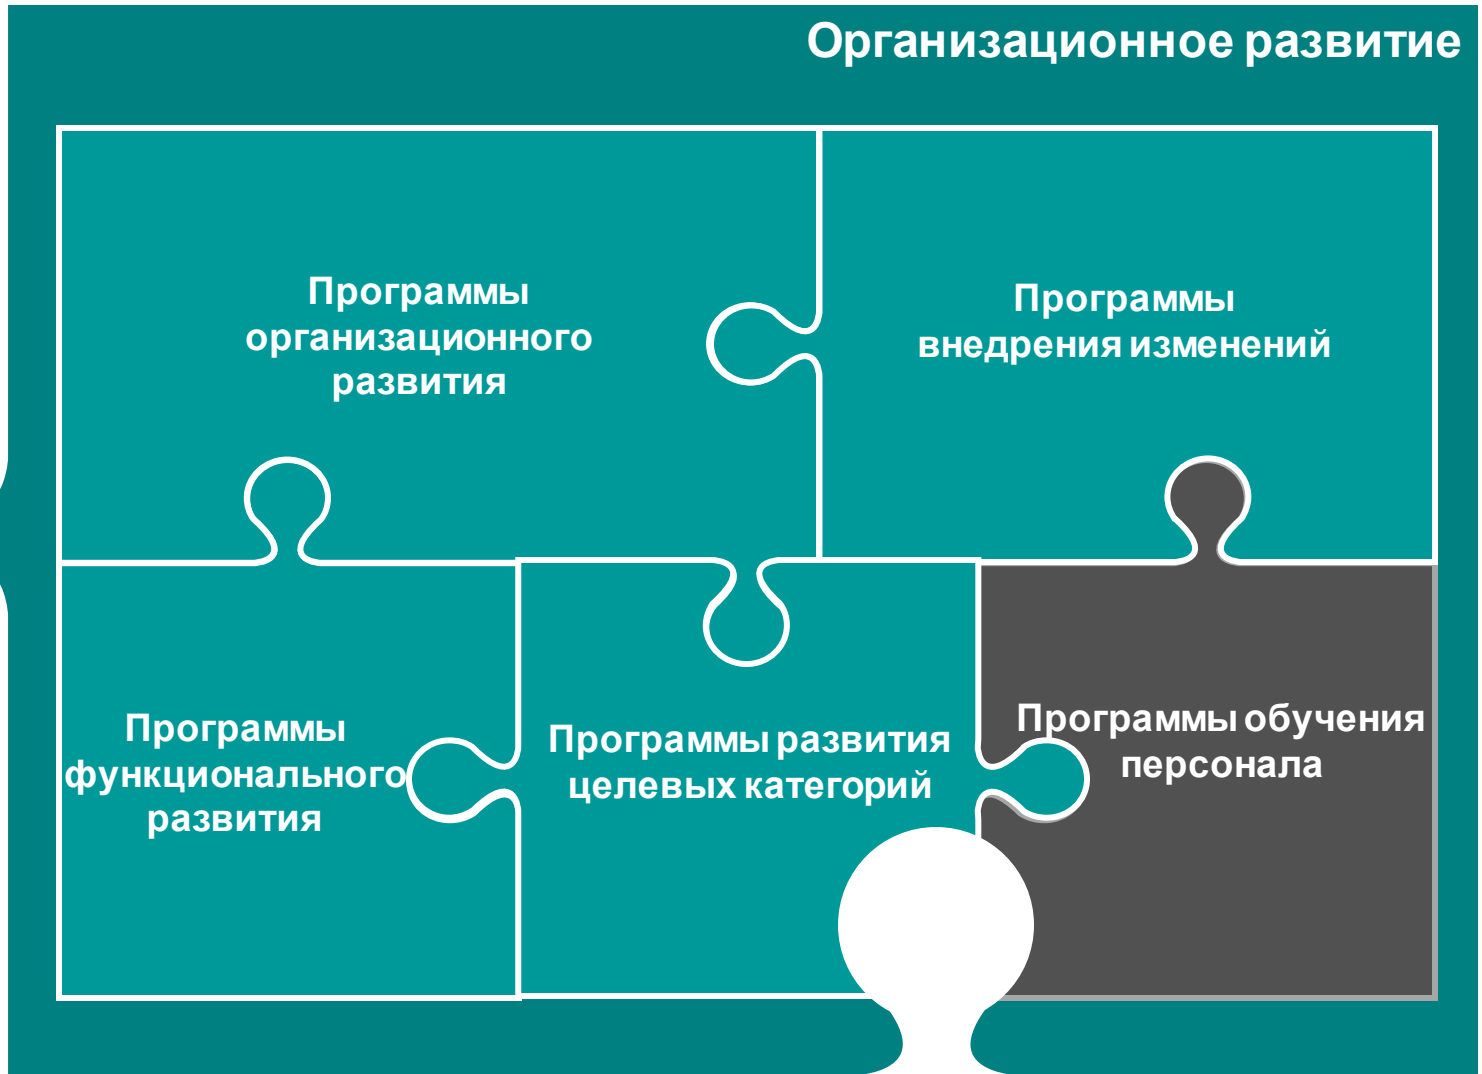 Организационное развитие
Программы
организационного
развития
Программы
внедрения изменений
Программы
функционального
развития
Программы развития
целевых категорий
Программы обучения
персонала